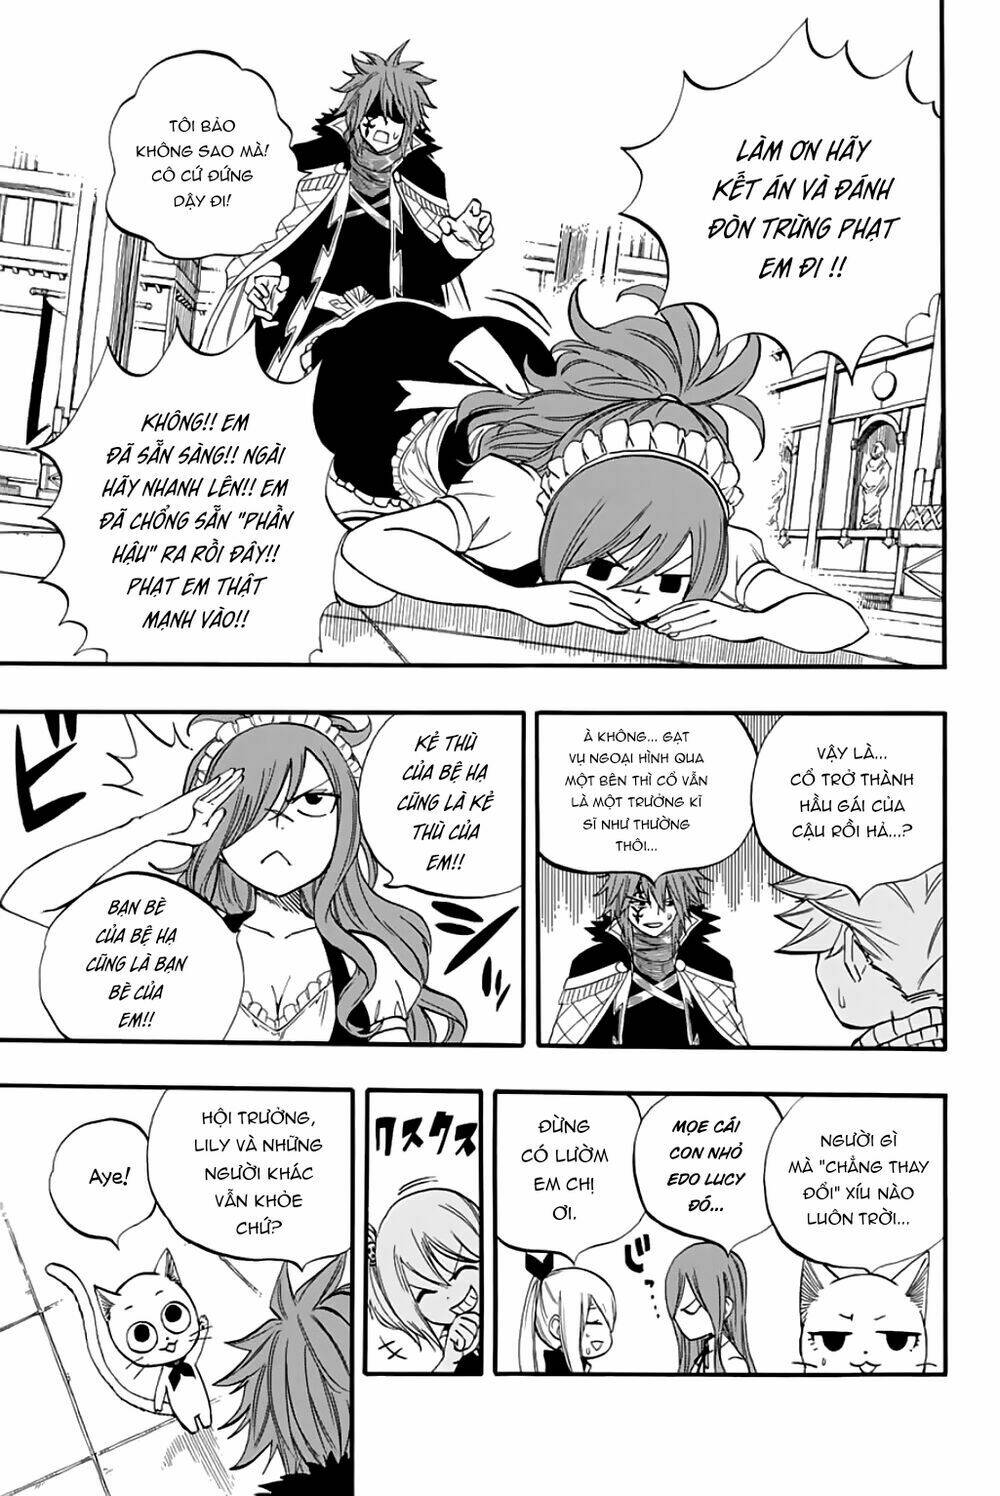 LÀM ƠN HÃY
KẾT ÁN VÀ ĐÁNH
ĐÒN TRỪNG PHẠT
EM ĐI !!
TÔI BẢO
KHÔNG SAO MÀ!
CÔ CỨ ĐỨNG
DẬY ĐI!
KHÔNG!! EM
ĐÃ SẴN SÀNG!! NGÀI
HÃY NHANH LÊN!! EM
ĐÃ CHỔNG SẴN "PHẦN
HẬU" RA RỒI ĐÂY!!
PHẠT EM THẬT
MẠNH VÀO!!
VẬY LÀ...
CỔ TRỞ THÀNH
HẦU GÁI CỦA
CẬU RỒI HẢ...?
À KHÔNG... GẠT
VỤ NGOẠI HÌNH QUA
MỘT BÊN THÌ CỔ VẪN
LÀ MỘT TRƯỞNG KĨ
SĨ NHƯ THƯỜNG
THÔI...
KẺ THÙ
CỦA BỆ HẠ
CŨNG LÀ KẺ
THÙ CỦA
EM!!
BẠN BÈ
CỦA BỆ HẠ
CŨNG LÀ BẠN
BÈ CỦA
EM!!
ビッ
NGƯỜI GÌ
MÀ "CHẲNG THAY
ĐỔI" XÍU NÀO
LUÔN TRỜI...
MỌE CÁI
CON NHỎ
EDO LUCY
ĐÓ...
ĐỪNG
CÓ LƯỜM
EM CHỊ
ƠI.
じっ
クスクス
HỘI TRƯỞNG,
LILY VÀ NHỮNG
NGƯỜI KHÁC
VẪN KHỎE
CHỨ?
Aye!